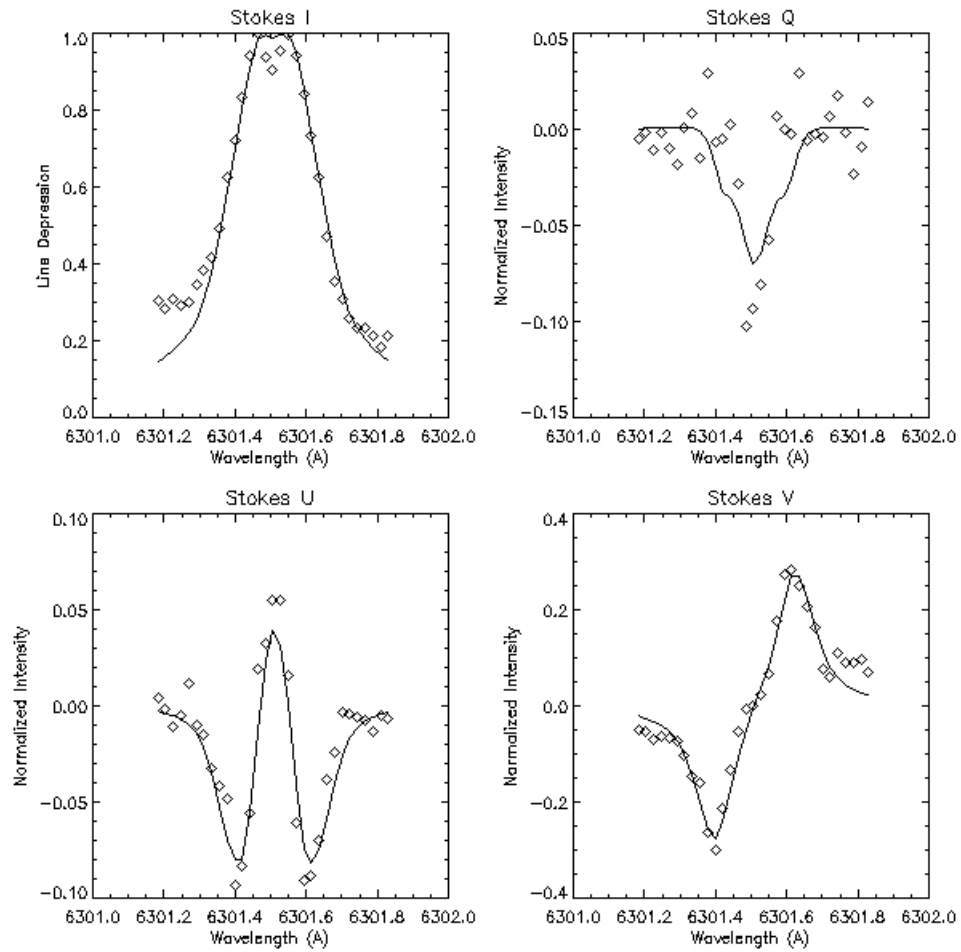 Stokes I
1.0
0.8
0.6
0.4
0.2
0.0
Line Depression
6301.0 6301.2 6301.4 6301.6 6301.8 6302.0
Wavelength (A)
Stokes Q
0.05
0.00
−0.05
−0.10
−0.15
Normalized Intensity
6301.0 6301.2 6301.4 6301.6 6301.8 6302.0
Wavelength (A)
Stokes U
0.10
0.05
0.00
−0.05
−0.10
Normalized Intensity
6301.0 6301.2 6301.4 6301.6 6301.8 6302.0
Wavelength (A)
Stokes V
0.4
0.2
0.0
−0.2
−0.4
Normalized Intensity
6301.0 6301.2 6301.4 6301.6 6301.8 6302.0
Wavelength (A)